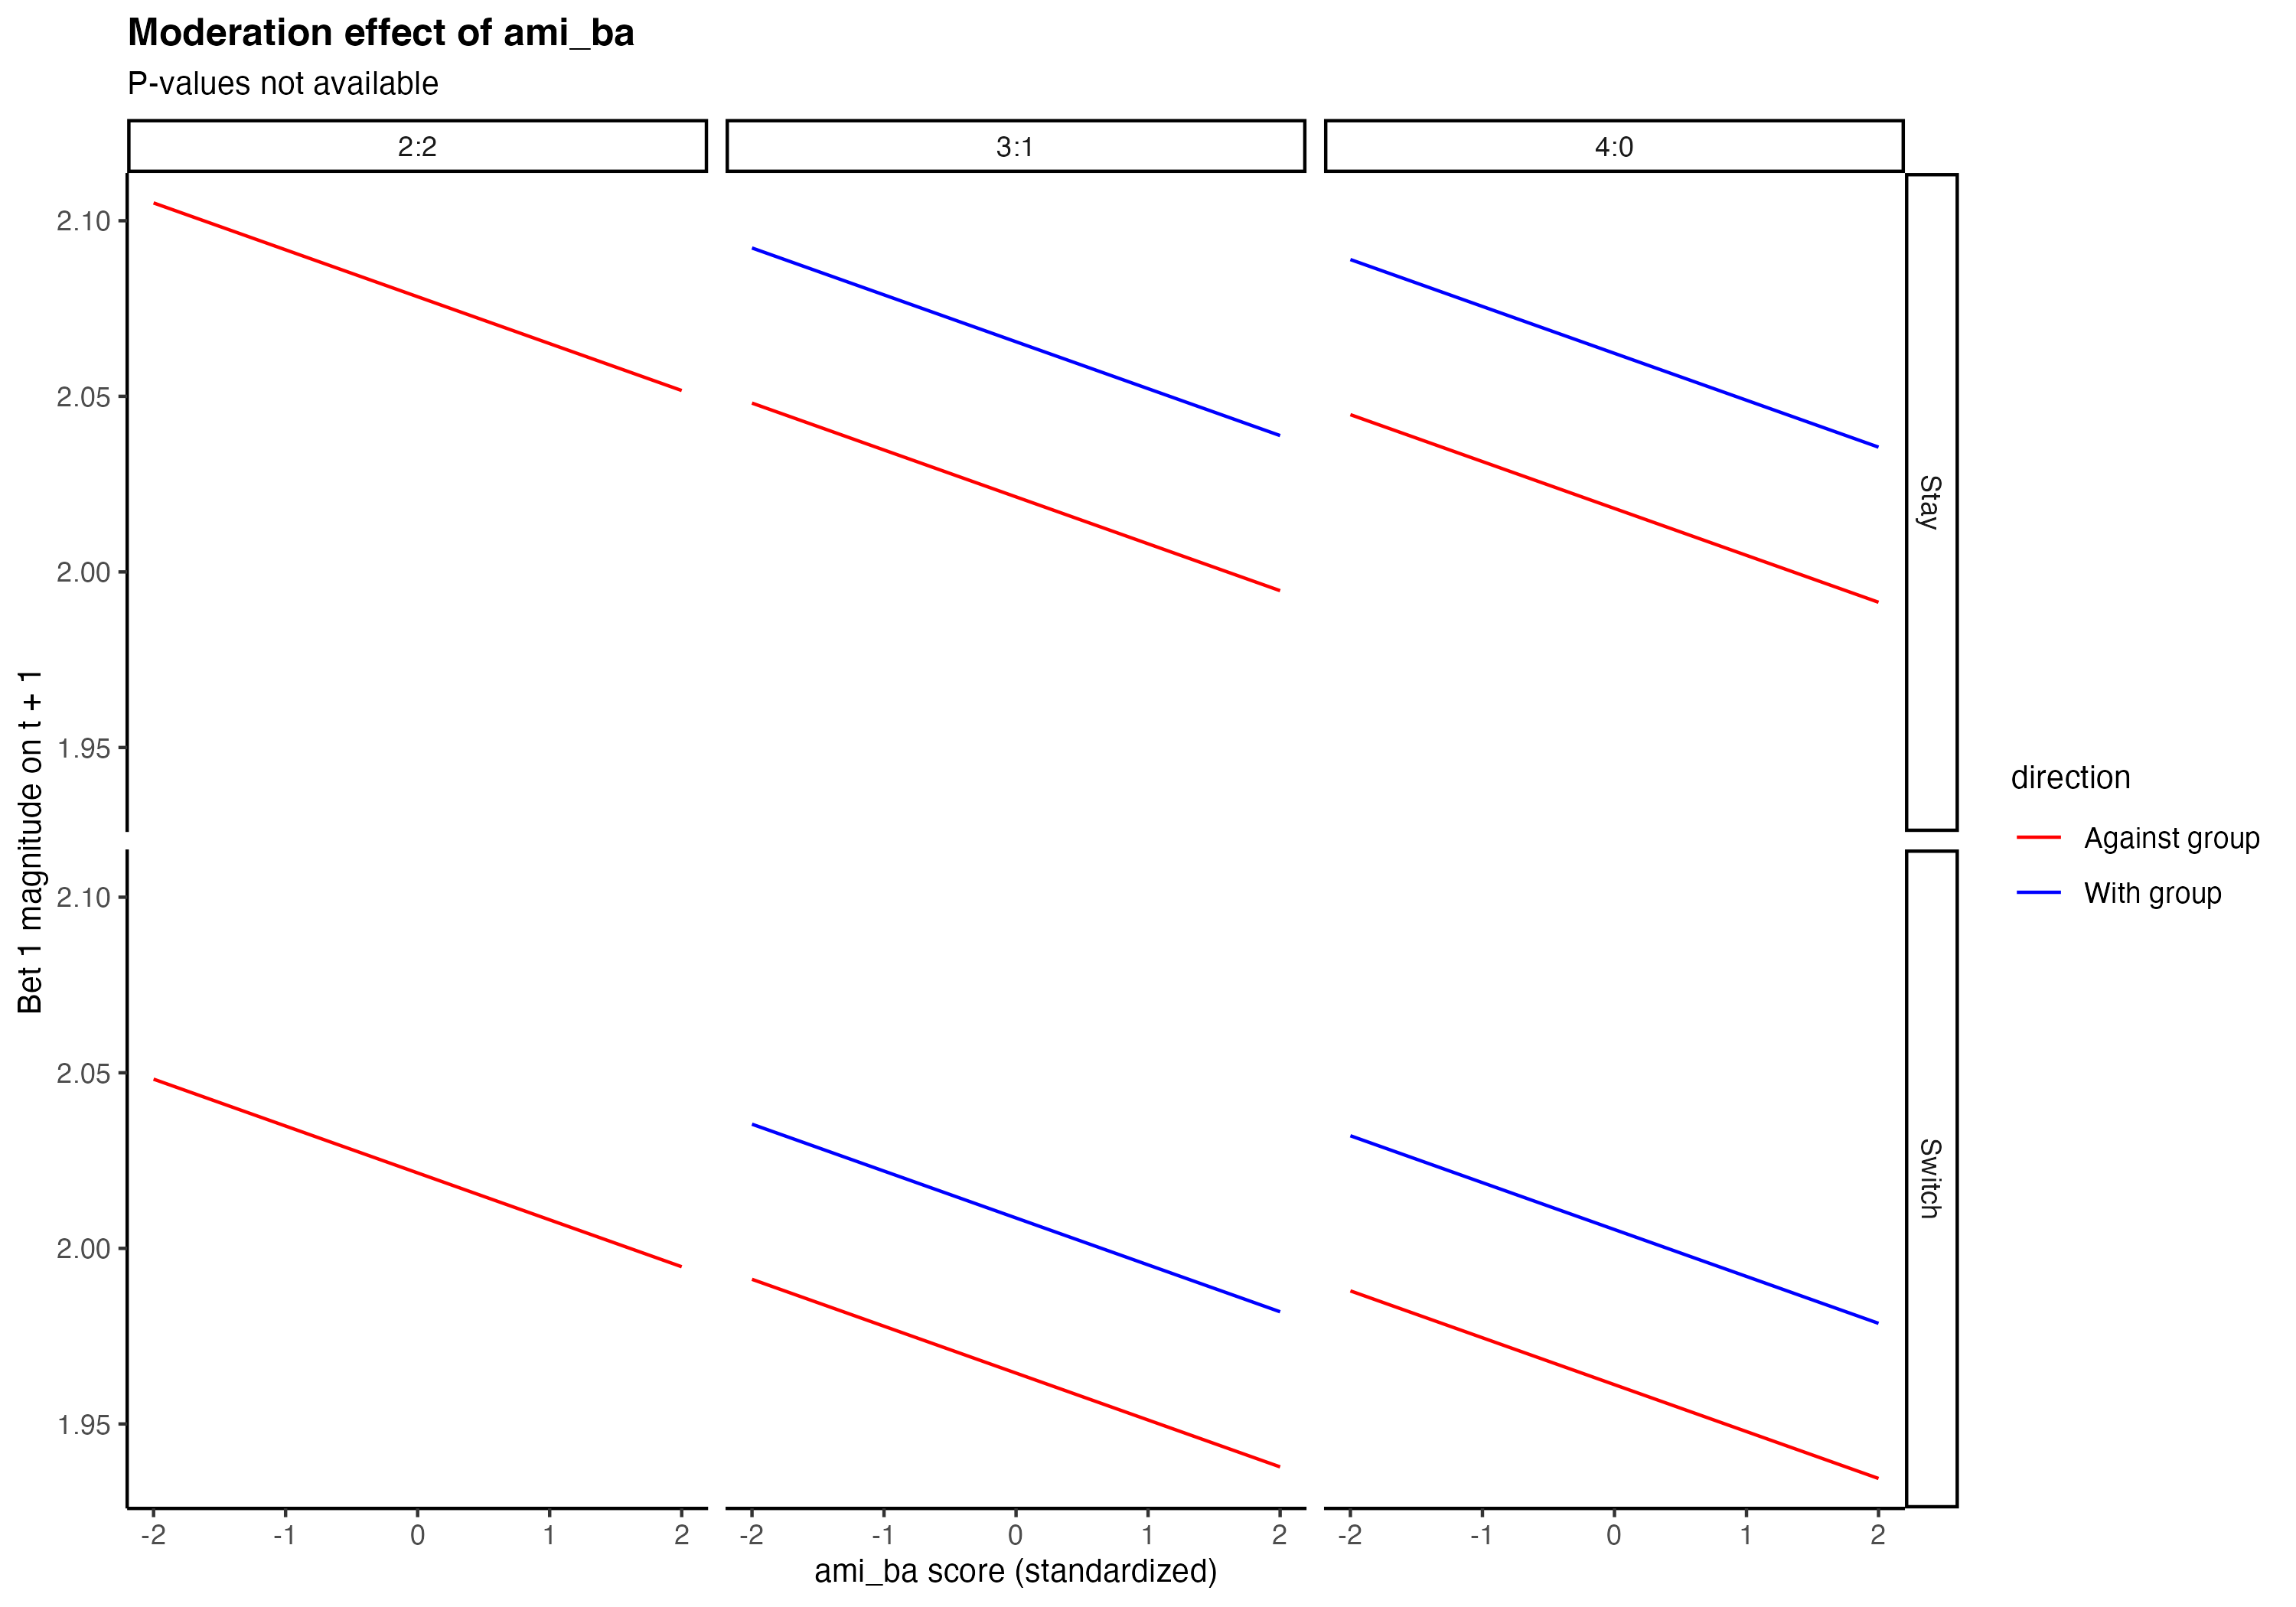 Moderation effect of ami_ba
P-values not available
2:2
3:1
4:0
2.10
2.05
2.00
1.95
Stay
2.10
2.05
2.00
1.95
Switch
Bet 1 magnitude on t + 1
-2 -1 0 1 2
-2 -1 0 1 2
-2 -1 0 1 2
ami_ba score (standardized)
direction
Against group
With group